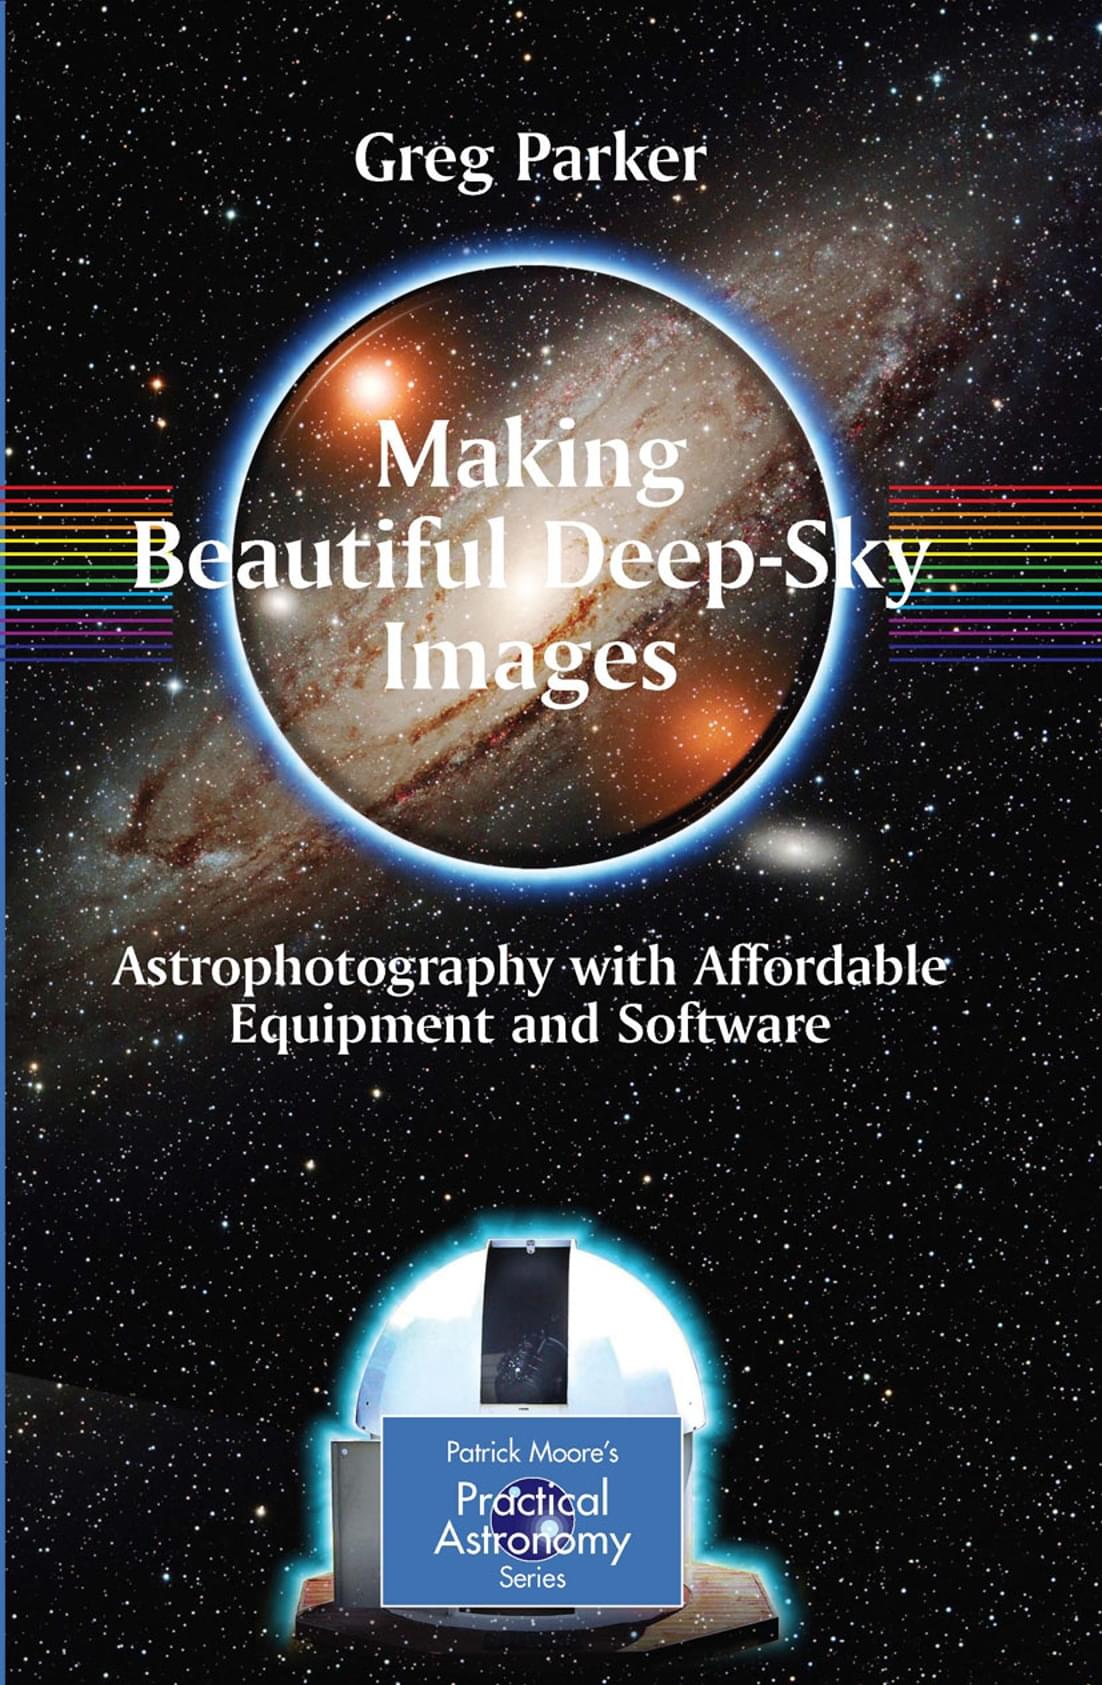 Greg Parker
Making
Beautiful Deep-Sky
Images
Astrophotography with Affordable
Equipment and Software
Patrick Moore's
Practical
Astronomy
Series